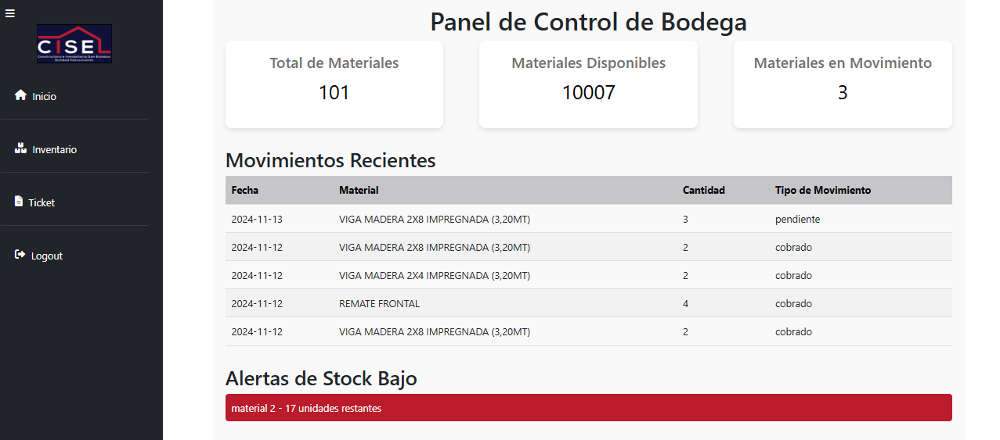 CISEL
Constructora e Inmobiliaria San Esteban
Entidad Patrocinante
Inicio
Inventario
Ticket
Logout
Panel de Control de Bodega
Total de Materiales
101
Materiales Disponibles
10007
Materiales en Movimiento
3
Movimientos Recientes
Fecha Material Cantidad Tipo de Movimiento
2024-11-13 VIGA MADERA 2X8 IMPREGNADA (3,20MT) 3 pendiente
2024-11-12 VIGA MADERA 2X8 IMPREGNADA (3,20MT) 2 cobrado
2024-11-12 VIGA MADERA 2X4 IMPREGNADA (3,20MT) 2 cobrado
2024-11-12 REMATE FRONTAL 4 cobrado
2024-11-12 VIGA MADERA 2X8 IMPREGNADA (3,20MT) 2 cobrado
Alertas de Stock Bajo
material 2 - 17 unidades restantes